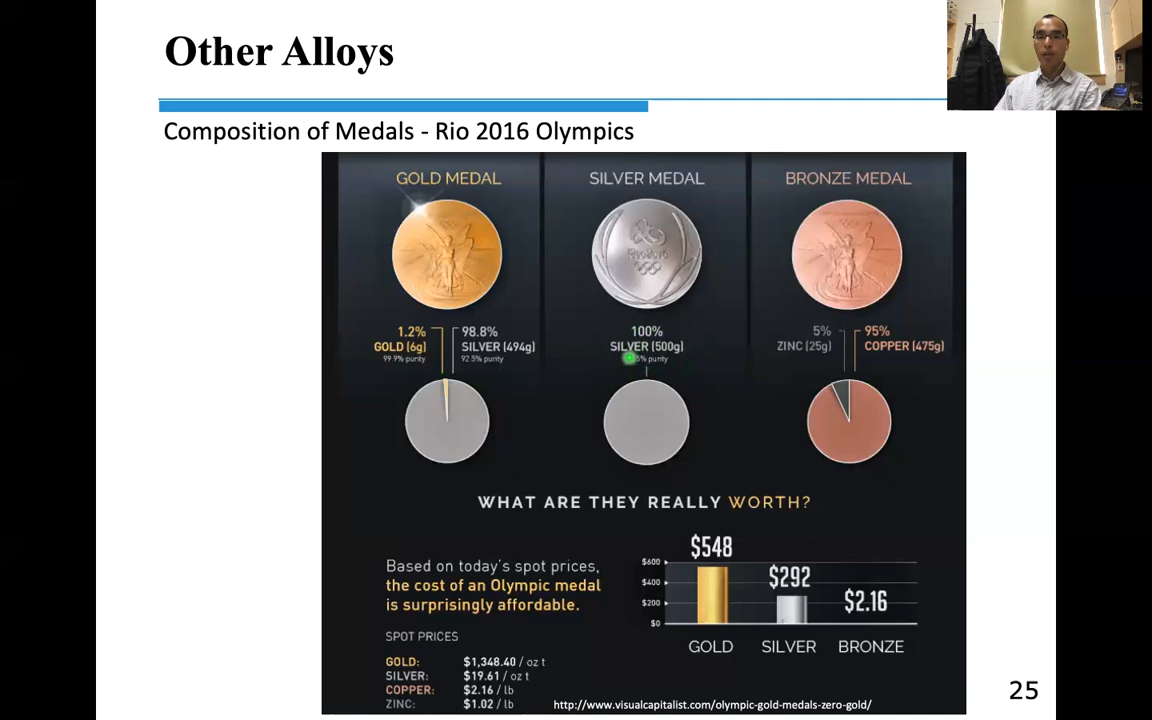 Other Alloys
Composition of Medals - Rio 2016 Olympics
GOLD MEDAL
SILVER MEDAL
BRONZE MEDAL
1.2%
GOLD (6g)
99.9% purity
98.8%
SILVER (494g)
92.5% purity
100%
SILVER (500g)
purity
5%
ZINC (25g)
95%
COPPER (475g)
WHAT ARE THEY REALLY WORTH?
Based on today's spot prices,
the cost of an Olympic medal
is surprisingly affordable.
SPOT PRICES
GOLD: $1,348.40 / oz t
SILVER: $19.61 / oz t
COPPER: $2.16 / lb
ZINC: $1.02 / lb
$600
$400
$200
$0
$548
$292
$2.16
GOLD SILVER BRONZE
http://www.visualcapitalist.com/olympic-gold-medals-zero-gold/
25